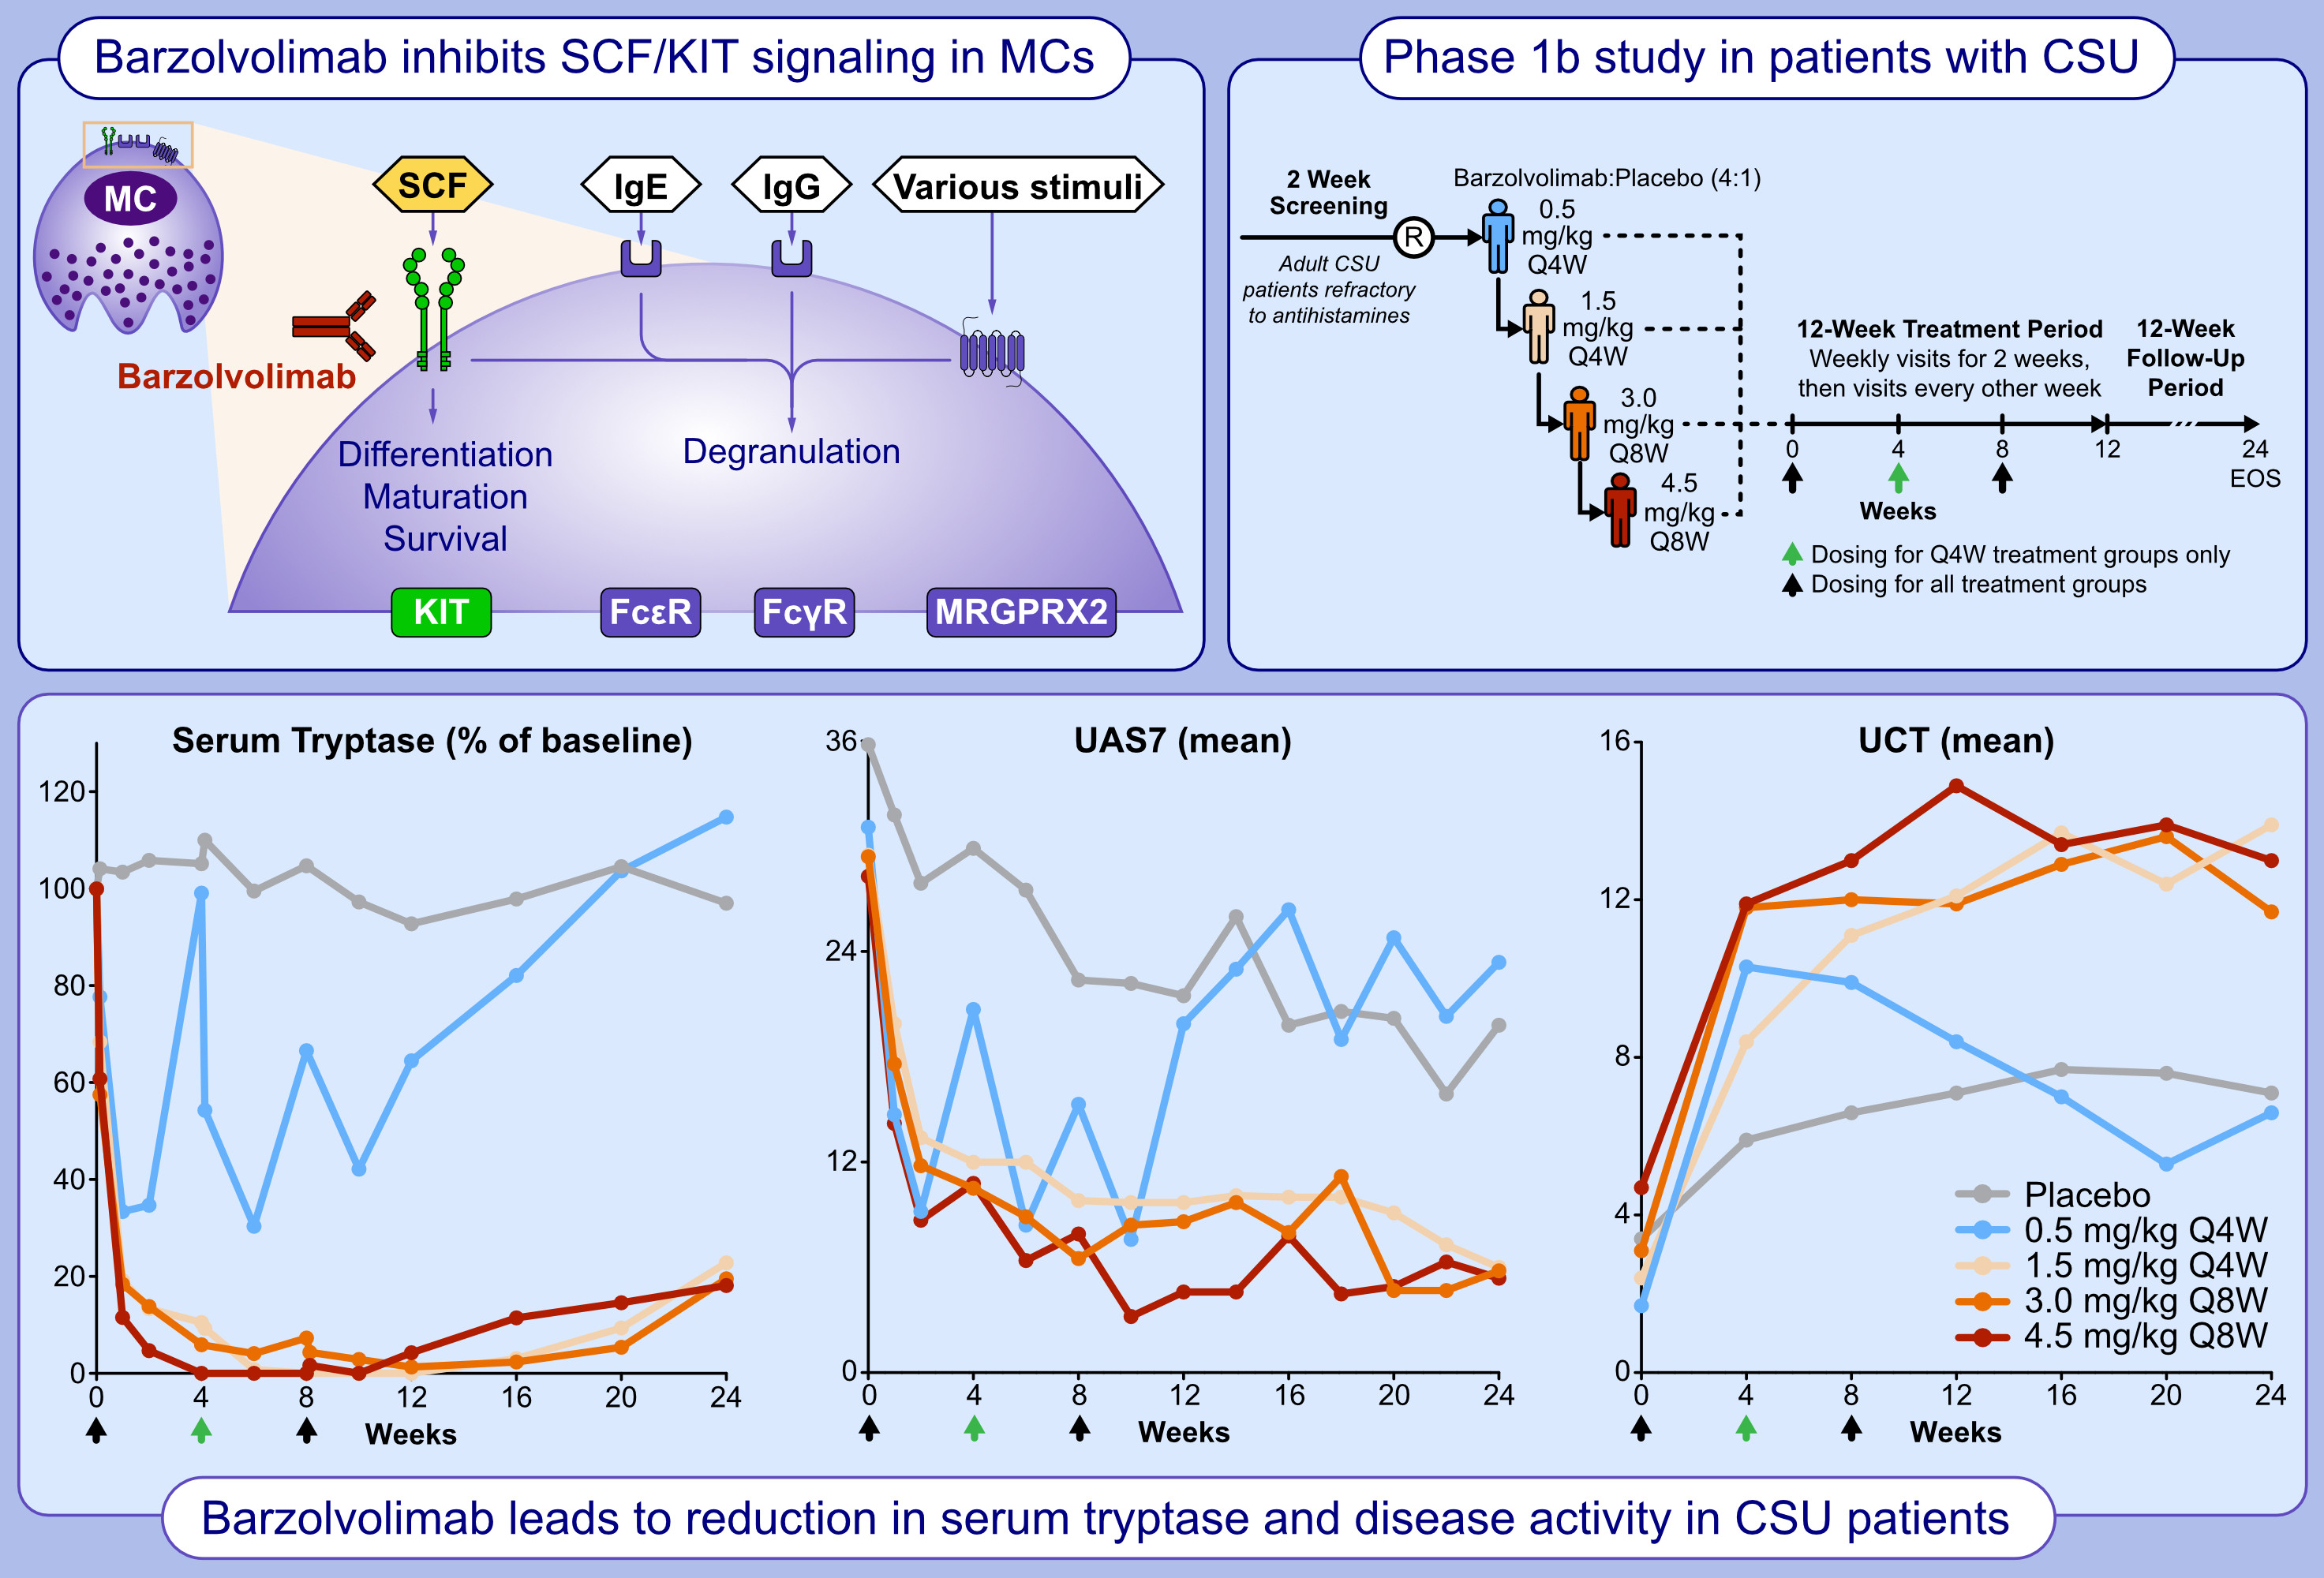 Barzolvolimab inhibits SCF/KIT signaling in MCs
MC
SCF
IgE
IgG
Various stimuli
Barzolvolimab
Differentiation
Maturation
Survival
Degranulation
KIT
FcεR
FcγR
MRGPRX2
Phase 1b study in patients with CSU
2 Week
Screening
Adult CSU
patients refractory
to antihistamines
R
Barzolvolimab:Placebo (4:1)
0.5
mg/kg
Q4W
1.5
mg/kg
Q4W
3.0
mg/kg
Q8W
4.5
mg/kg
Q8W
12-Week Treatment Period
Weekly visits for 2 weeks,
then visits every other week
12-Week
Follow-Up
Period
0 4 8 12 24
EOS
Weeks
Dosing for Q4W treatment groups only
Dosing for all treatment groups
Serum Tryptase (% of baseline)
120
100
80
60
40
20
0
0 4 8 12 16 20 24
Weeks
UAS7 (mean)
36
24
12
0
0 4 8 12 16 20 24
Weeks
UCT (mean)
16
12
8
4
0
0 4 8 12 16 20 24
Weeks
Placebo
0.5 mg/kg Q4W
1.5 mg/kg Q4W
3.0 mg/kg Q8W
4.5 mg/kg Q8W
Barzolvolimab leads to reduction in serum tryptase and disease activity in CSU patients